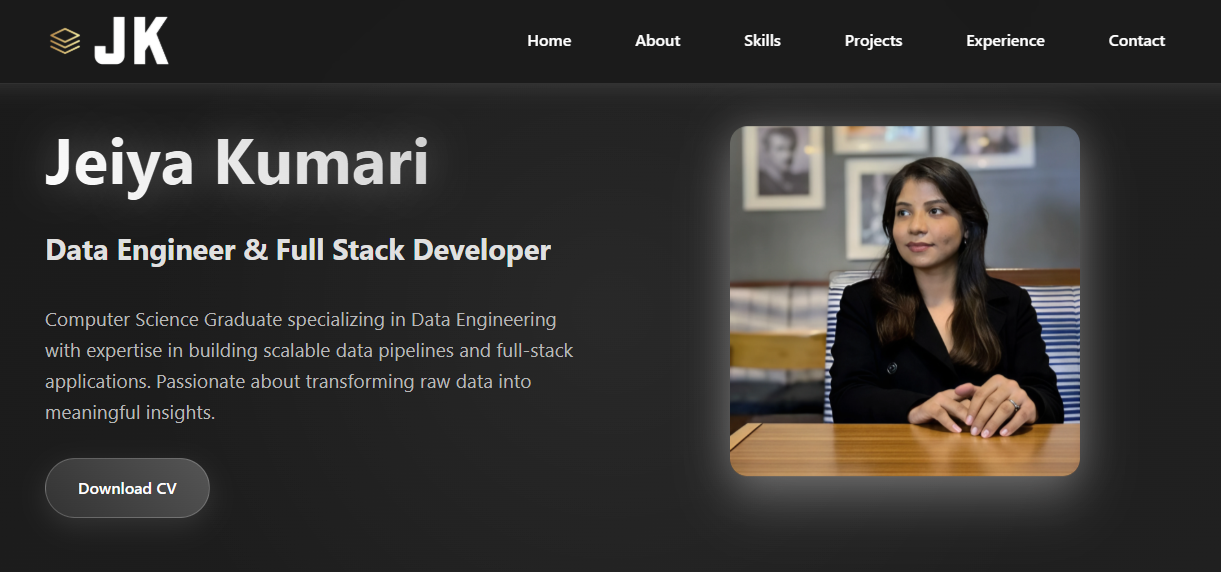 JK
Home About Skills Projects Experience Contact
Jeiya Kumari
Data Engineer & Full Stack Developer
Computer Science Graduate specializing in Data Engineering
with expertise in building scalable data pipelines and full-stack
applications. Passionate about transforming raw data into
meaningful insights.
Download CV